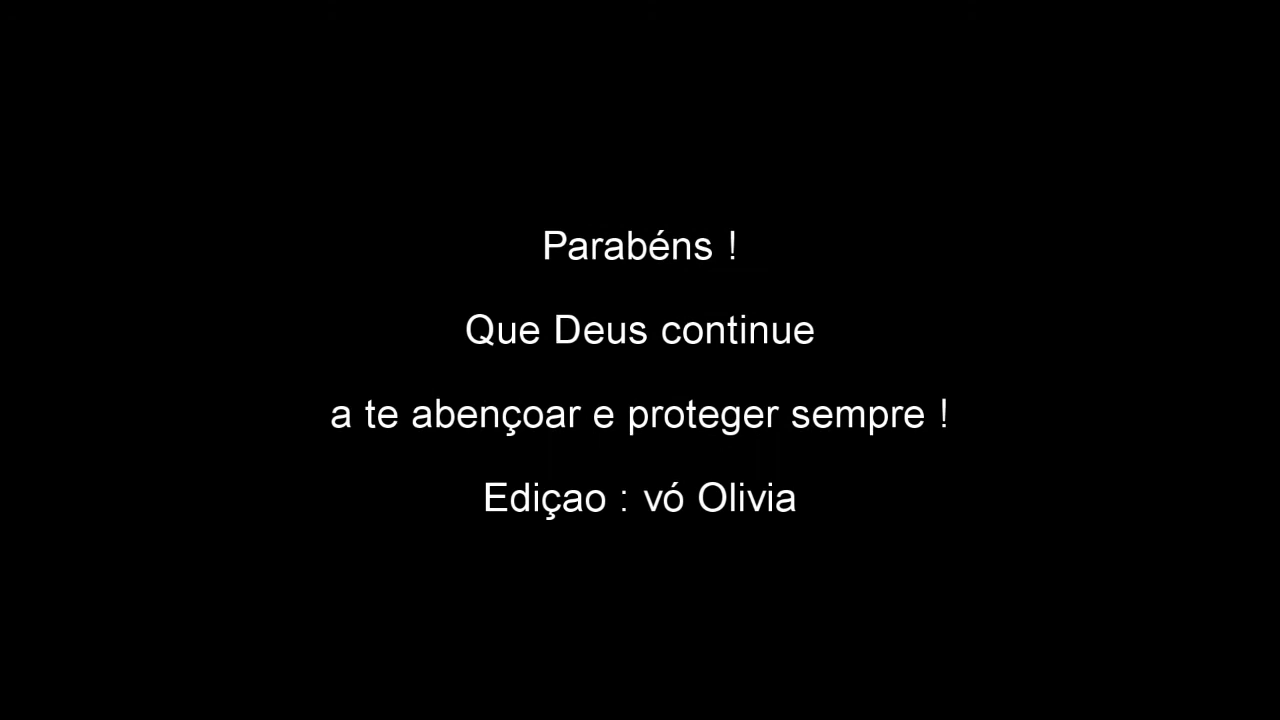 Parabéns !
Que Deus continue
a te abençoar e proteger sempre !
Ediçao : vó Olivia